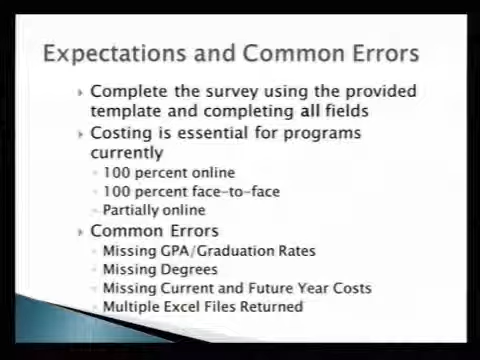 Expectations and Common Errors
Complete the survey using the provided
template and completing all fields
Costing is essential for programs
currently
100 percent online
100 percent face-to-face
Partially online
Common Errors
Missing GPA/Graduation Rates
Missing Degrees
Missing Current and Future Year Costs
Multiple Excel Files Returned